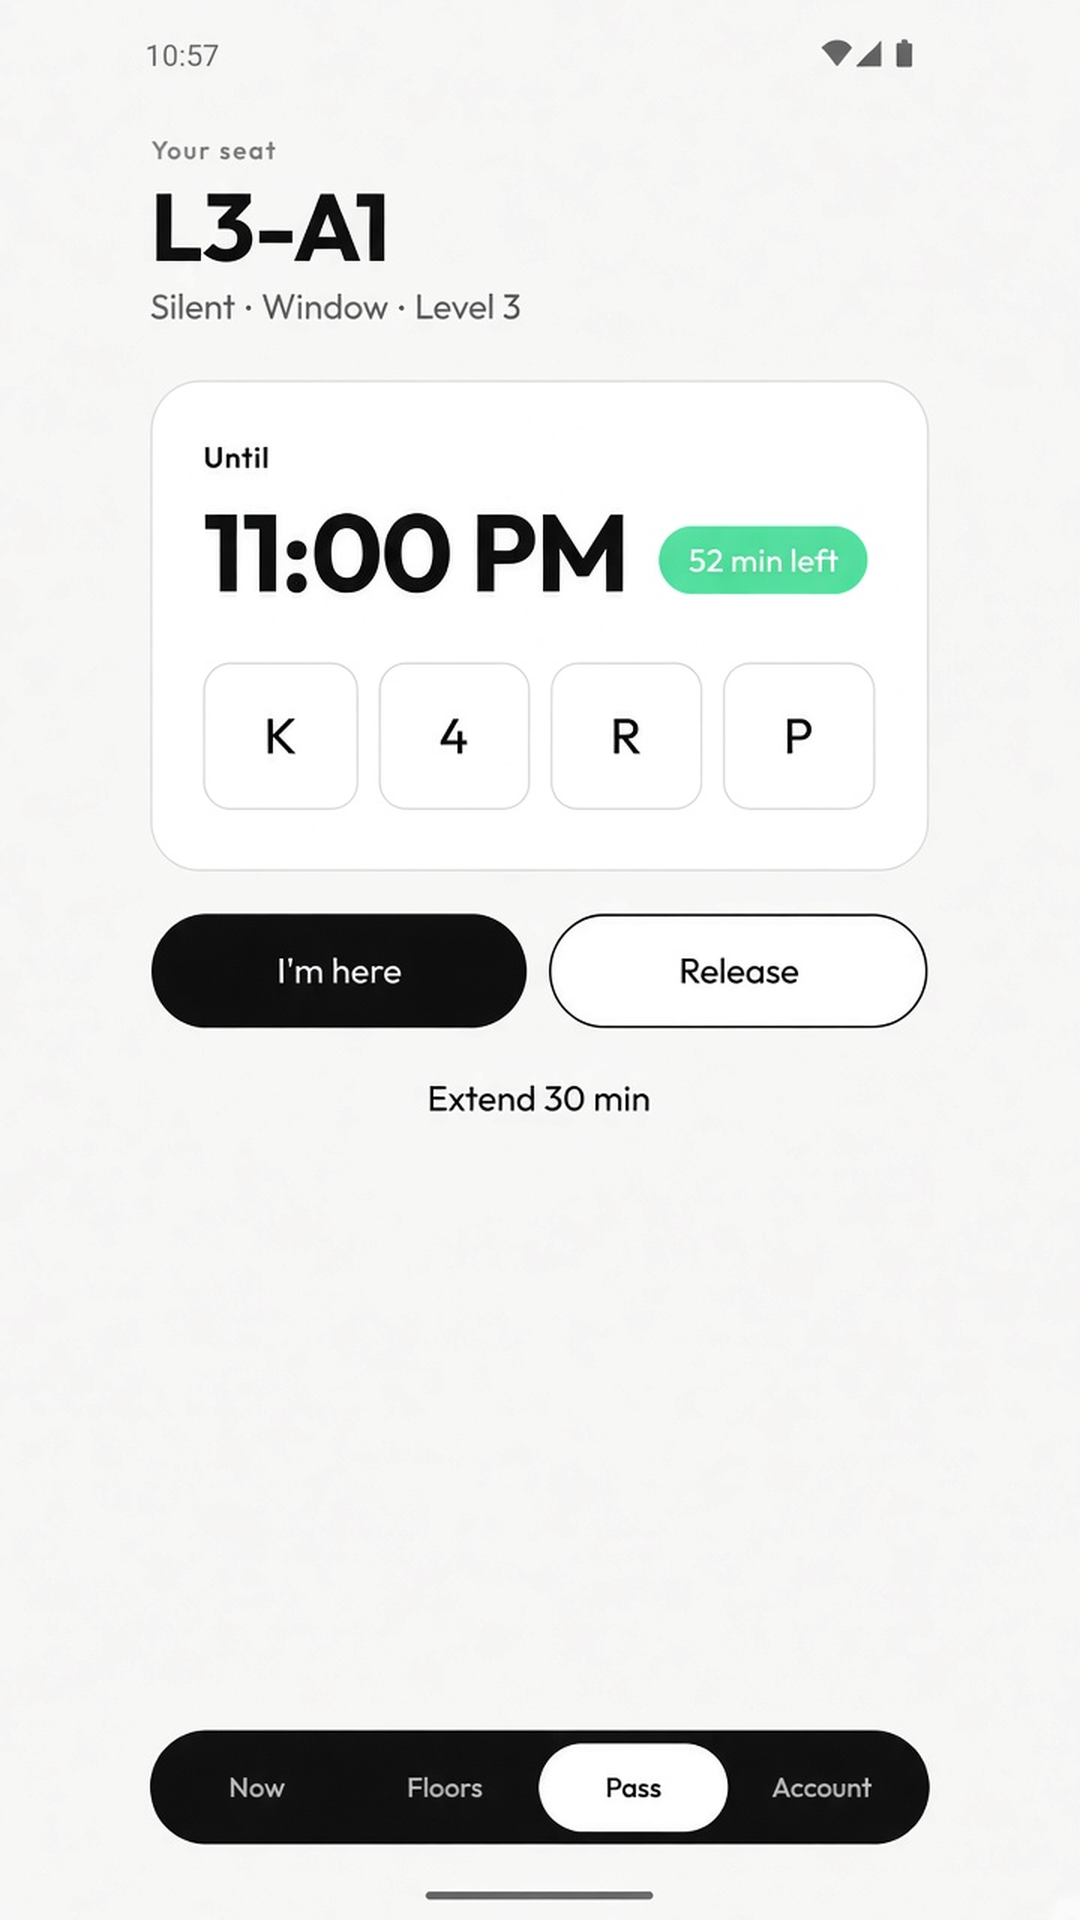 10:57
Your seat
L3-A1
Silent · Window · Level 3
Until
11:00 PM 52 min left
K 4 R P
I'm here Release
Extend 30 min
Now Floors Pass Account